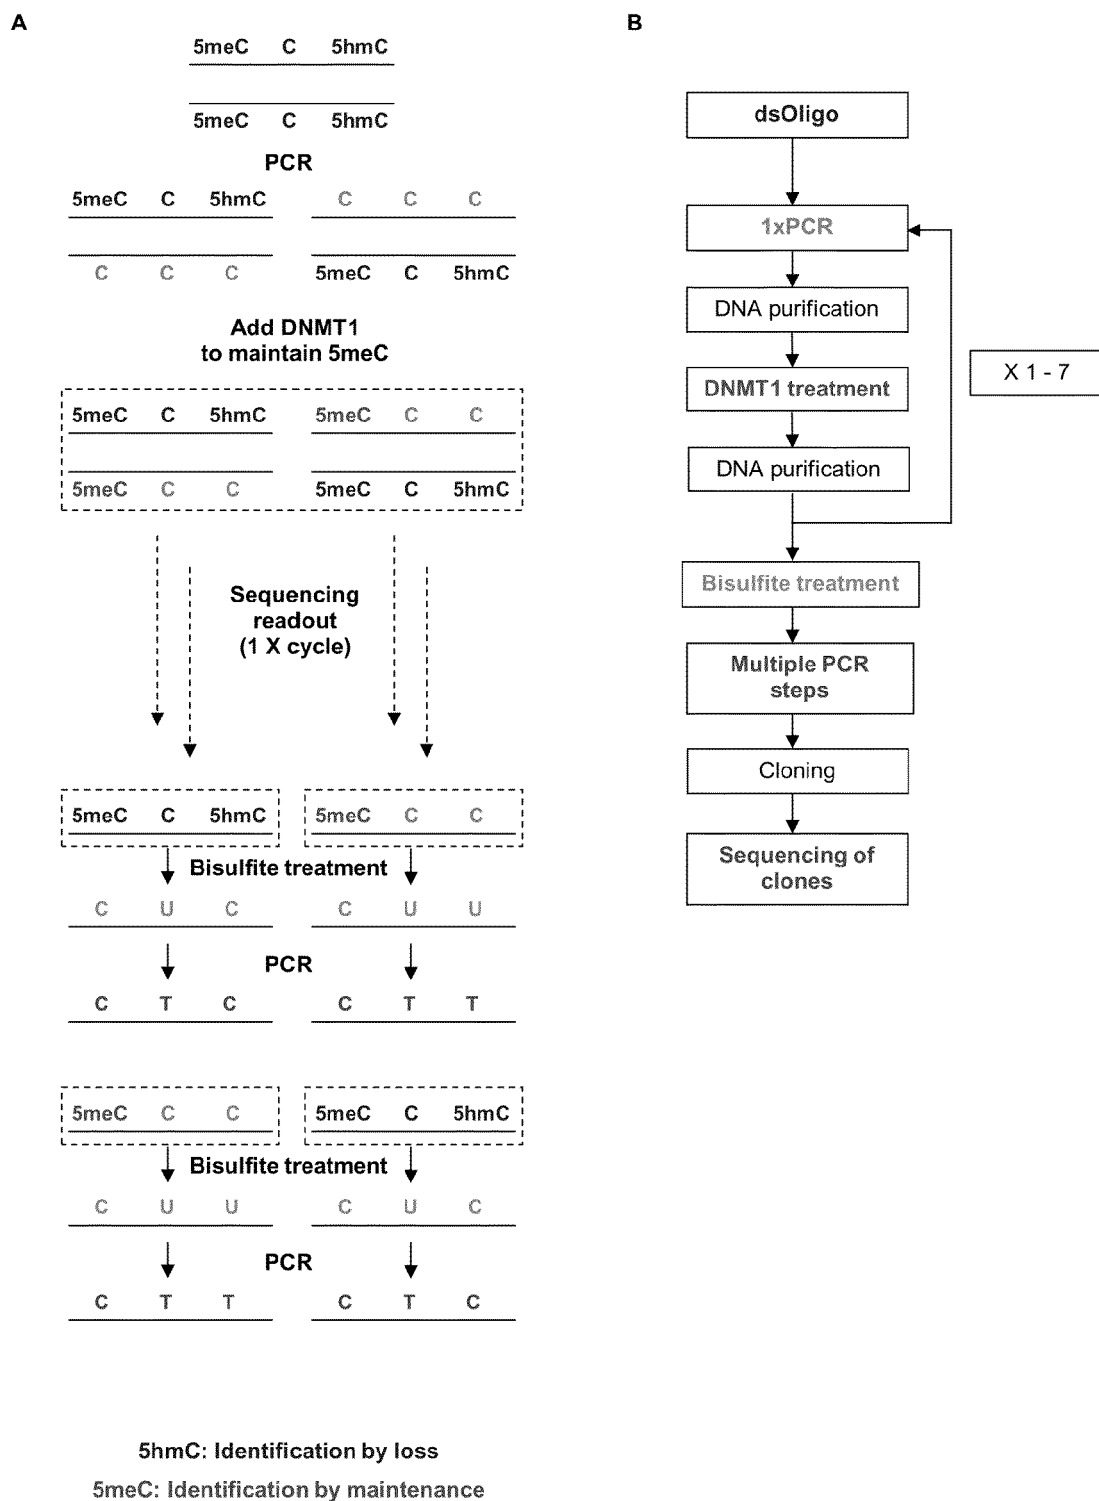 A
5meC C 5hmC
5meC C 5hmC
PCR
5meC C 5hmC C C C
C C C 5meC C 5hmC
Add DNMT1
to maintain 5meC
5meC C 5hmC 5meC C C
5meC C C 5meC C 5hmC
Sequencing
readout
(1 X cycle)
5meC C 5hmC 5meC C C
Bisulfite treatment
C U C C U U
PCR
C T C C T T
5meC C C 5meC C 5hmC
Bisulfite treatment
C U U C U C
PCR
C T T C T C
5hmC: Identification by loss
5meC: Identification by maintenance
B
dsOligo
1xPCR
DNA purification
DNMT1 treatment
DNA purification
X 1 - 7
Bisulfite treatment
Multiple PCR
steps
Cloning
Sequencing of
clones